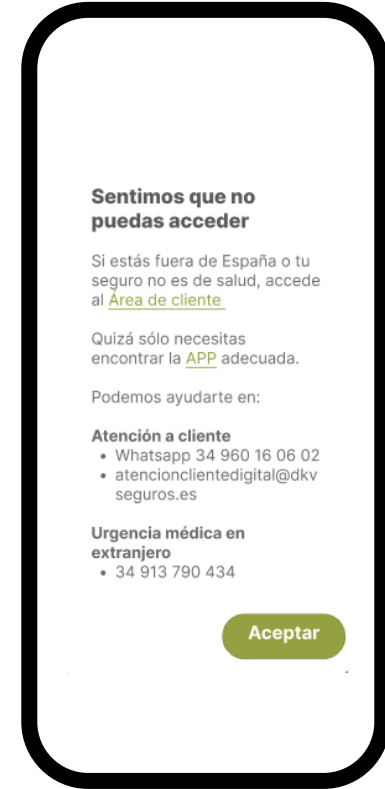 Sentimos que no
puedas acceder
Si estás fuera de España o tu
seguro no es de salud, accede
al Área de cliente
Quizá sólo necesitas
encontrar la APP adecuada.
Podemos ayudarte en:
Atención a cliente
• Whatsapp 34 960 16 06 02
• atencionclientedigital@dkv
seguros.es
Urgencia médica en
extranjero
• 34 913 790 434
Aceptar